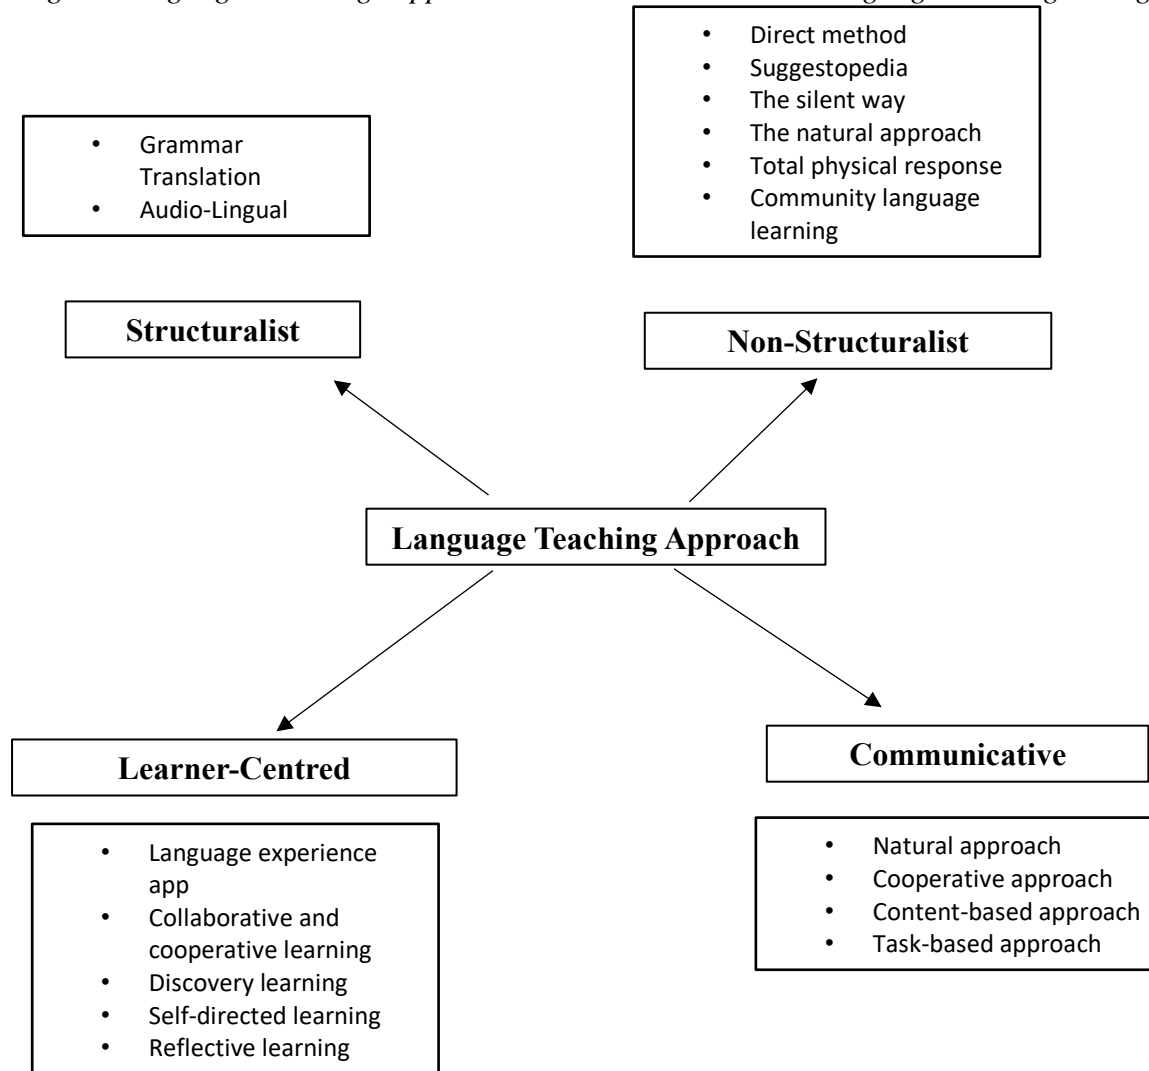 • Direct method
• Suggestopedia
• The silent way
• The natural approach
• Total physical response
• Community language
learning
• Grammar
Translation
• Audio-Lingual
Structuralist
Non-Structuralist
Language Teaching Approach
Learner-Centred
Communicative
• Language experience
app
• Collaborative and
cooperative learning
• Discovery learning
• Self-directed learning
• Reflective learning
• Natural approach
• Cooperative approach
• Content-based approach
• Task-based approach